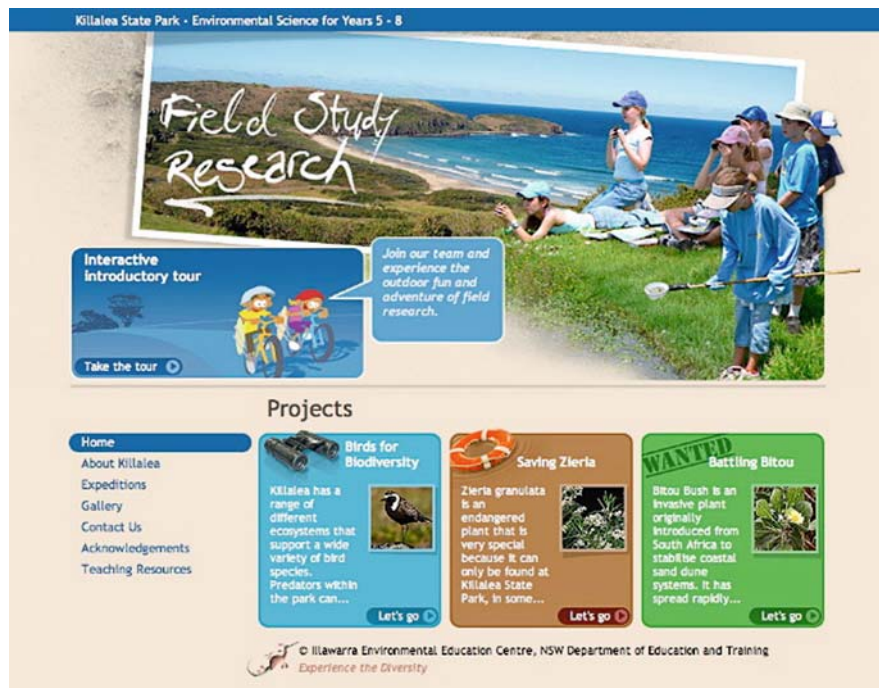 Killalea State Park - Environmental Science for Years 5 - 8
Field Study
Research
Interactive
introductory tour
Join our team and
experience the
outdoor fun and
adventure of field
research.
Take the tour
Projects
Home
About Killalea
Expeditions
Gallery
Contact Us
Acknowledgements
Teaching Resources
Birds for
Biodiversity
Killalea has a
range of
different
ecosystems that
support a wide
variety of bird
species.
Predators within
the park can...
Let's go
Saving Zieria
Zieria granulata
is an
endangered
plant that is
very special
because it can
only be found at
Killalea State
Park, in some...
Let's go
WANTED
Battling Bitou
Bitou Bush is an
invasive plant
originally
introduced from
South Africa to
stabilise coastal
sand dune
systems. It has
spread rapidly...
Let's go
© Illawarra Environmental Education Centre, NSW Department of Education and Training
Experience the Diversity